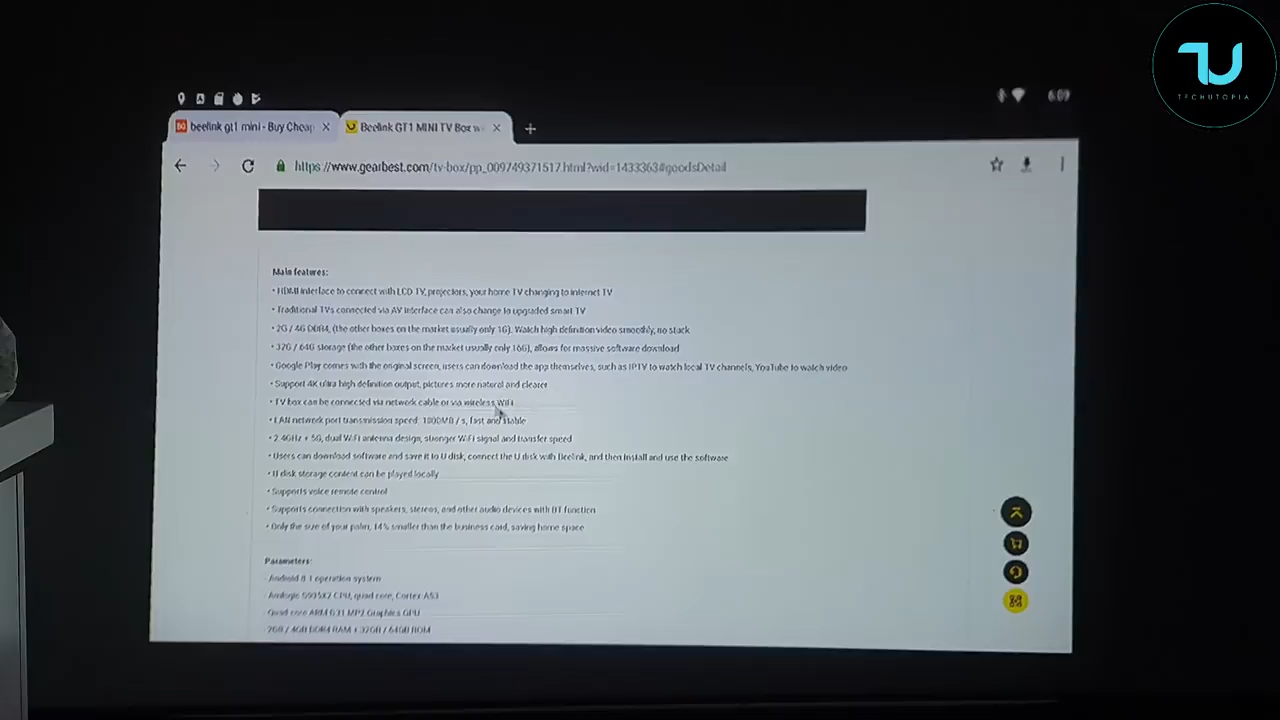 TU
TECHUTOPIA
6:09
beelink gt1 mini - Buy Cheap
Beelink GT1 MINI TV Box w
https://www.gearbest.com/tv-box/pp_009749371517.html?wid=1433363#goodsDetail
Main features:
• HDMI interface to connect with LCD TV, projectors, your home TV changing to internet TV
• Traditional TVs connected via AV interface can also change to upgraded smart TV
• 2G / 4G DDR4, (the other boxes on the market usually only 1G). Watch high definition video smoothly, no stack
• 32G / 64G storage (the other boxes on the market usually only 16G), allows for massive software download
• Google Play comes with the original screen, users can download the app themselves, such as IPTV to watch local TV channels, YouTube to watch video
• Support 4K ultra high definition output, pictures more natural and clearer
• TV box can be connected via network cable or via wireless WiFi
• LAN network port transmission speed: 1000MB / s, fast and stable
• 2.4GHz + 5G, dual WiFi antenna design, stronger WiFi signal and transfer speed
• Users can download software and save it to U disk, connect the U disk with Beelink, and then install and use the software
• U disk storage content can be played locally
• Supports voice remote control
• Supports connection with speakers, stereos, and other audio devices with BT function
• Only the size of your palm, 14% smaller than the business card, saving home space
Parameters:
Android 8.1 operation system
Amlogic S905X2 CPU, quad core, Cortex A53
Quad core ARM G31 MP2 Graphics GPU
2GB / 4GB DDR4 RAM + 32GB / 64GB ROM